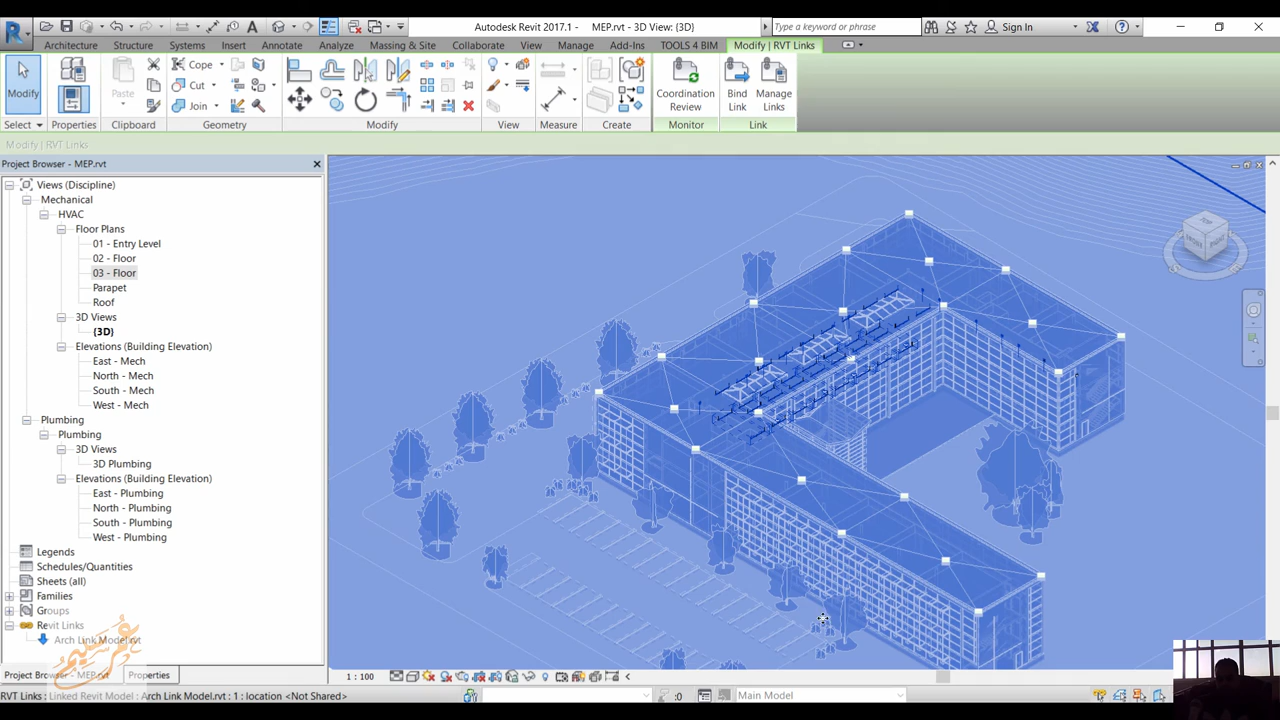 Autodesk Revit 2017.1 - MEP.rvt - 3D View: {3D}
Type a keyword or phrase
Sign In
Architecture Structure Systems Insert Annotate Analyze Massing & Site Collaborate View Manage Add-Ins TOOLS 4 BIM Modify | RVT Links
Modify
Paste
Cope
Cut
Join
Coordination Review
Bind Link
Manage Links
Select Properties Clipboard Geometry Modify View Measure Create Monitor Link
Modify | RVT Links
Project Browser - MEP.rvt
Views (Discipline)
Mechanical
HVAC
Floor Plans
01 - Entry Level
02 - Floor
03 - Floor
Parapet
Roof
3D Views
{3D}
Elevations (Building Elevation)
East - Mech
North - Mech
South - Mech
West - Mech
Plumbing
Plumbing
3D Views
3D Plumbing
Elevations (Building Elevation)
East - Plumbing
North - Plumbing
South - Plumbing
West - Plumbing
Legends
Schedules/Quantities
Sheets (all)
Families
Groups
Revit Links
Arch Link Model.rvt
عمر سليم
Project Browser - MEP.rvt Properties
1 : 100
RVT Links : Linked Revit Model : Arch Link Model.rvt : 1 : location <Not Shared>
:0
Main Model
TOP
FRONT
RIGHT